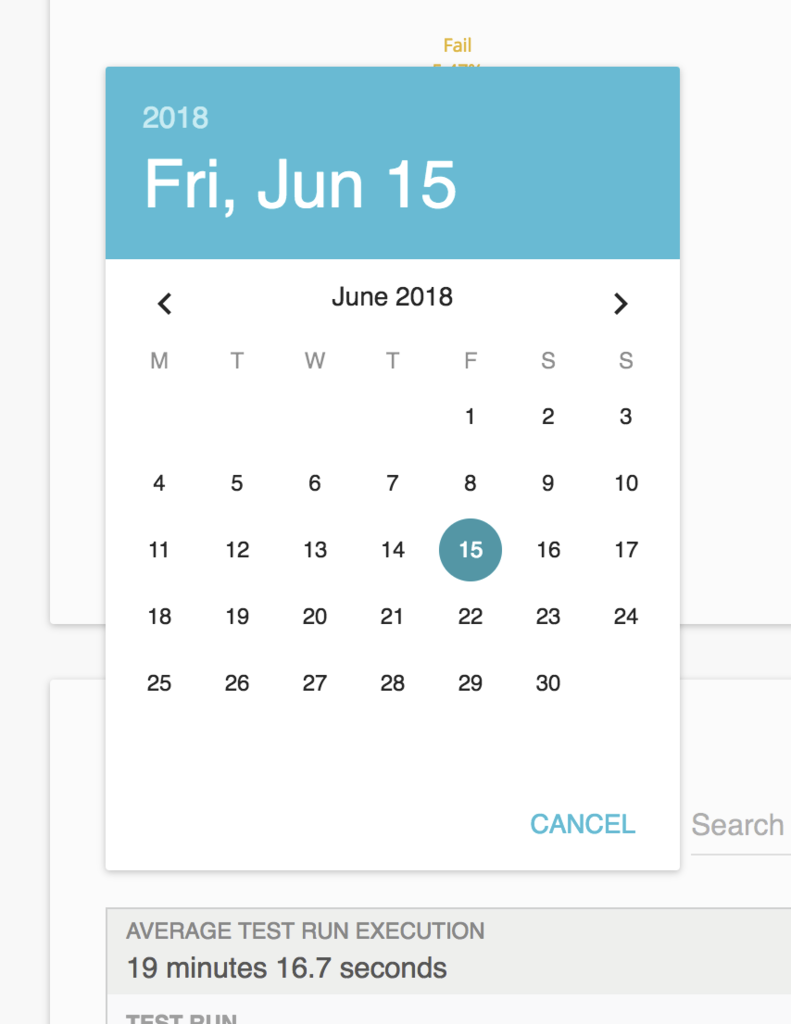 Fail
2018
Fri, Jun 15
June 2018
M T W T F S S
1 2 3
4 5 6 7 8 9 10
11 12 13 14 15 16 17
18 19 20 21 22 23 24
25 26 27 28 29 30
CANCEL
Search
AVERAGE TEST RUN EXECUTION
19 minutes 16.7 seconds
TEST RUN